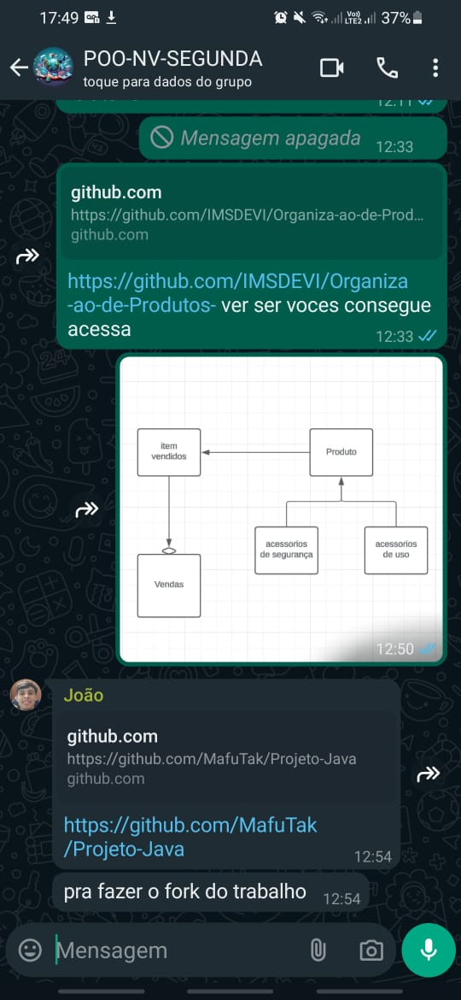 17:49
Vo))
LTE2
37%
POO-NV-SEGUNDA
toque para dados do grupo
12:11
Mensagem apagada 12:33
github.com
https://github.com/IMSDEVI/Organiza-ao-de-Prod...
github.com
https://github.com/IMSDEVI/Organiza
-ao-de-Produtos- ver ser voces consegue
acessa
12:33
item
vendidos
Produto
acessorios
de segurança
acessorios
de uso
Vendas
12:50
João
github.com
https://github.com/MafuTak/Projeto-Java
github.com
https://github.com/MafuTak
/Projeto-Java
12:54
pra fazer o fork do trabalho 12:54
Mensagem